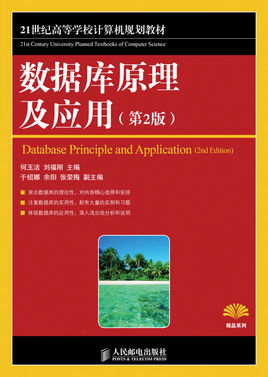 21世纪高等学校计算机规划教材
21st Century University Planned Textbooks of Computer Science
数据库原理
及应用（第2版）
Database Principle and Application (2nd Edition)
何玉洁 刘福刚 主编
于绍娜 余阳 张荣梅 副主编
■ 突出数据库的理论性，对内容精心选择和安排
■ 注重数据库的实用性，配有大量的实例和习题
■ 体现数据库的应用性，深入浅出地分析和说明
精品系列
人民邮电出版社